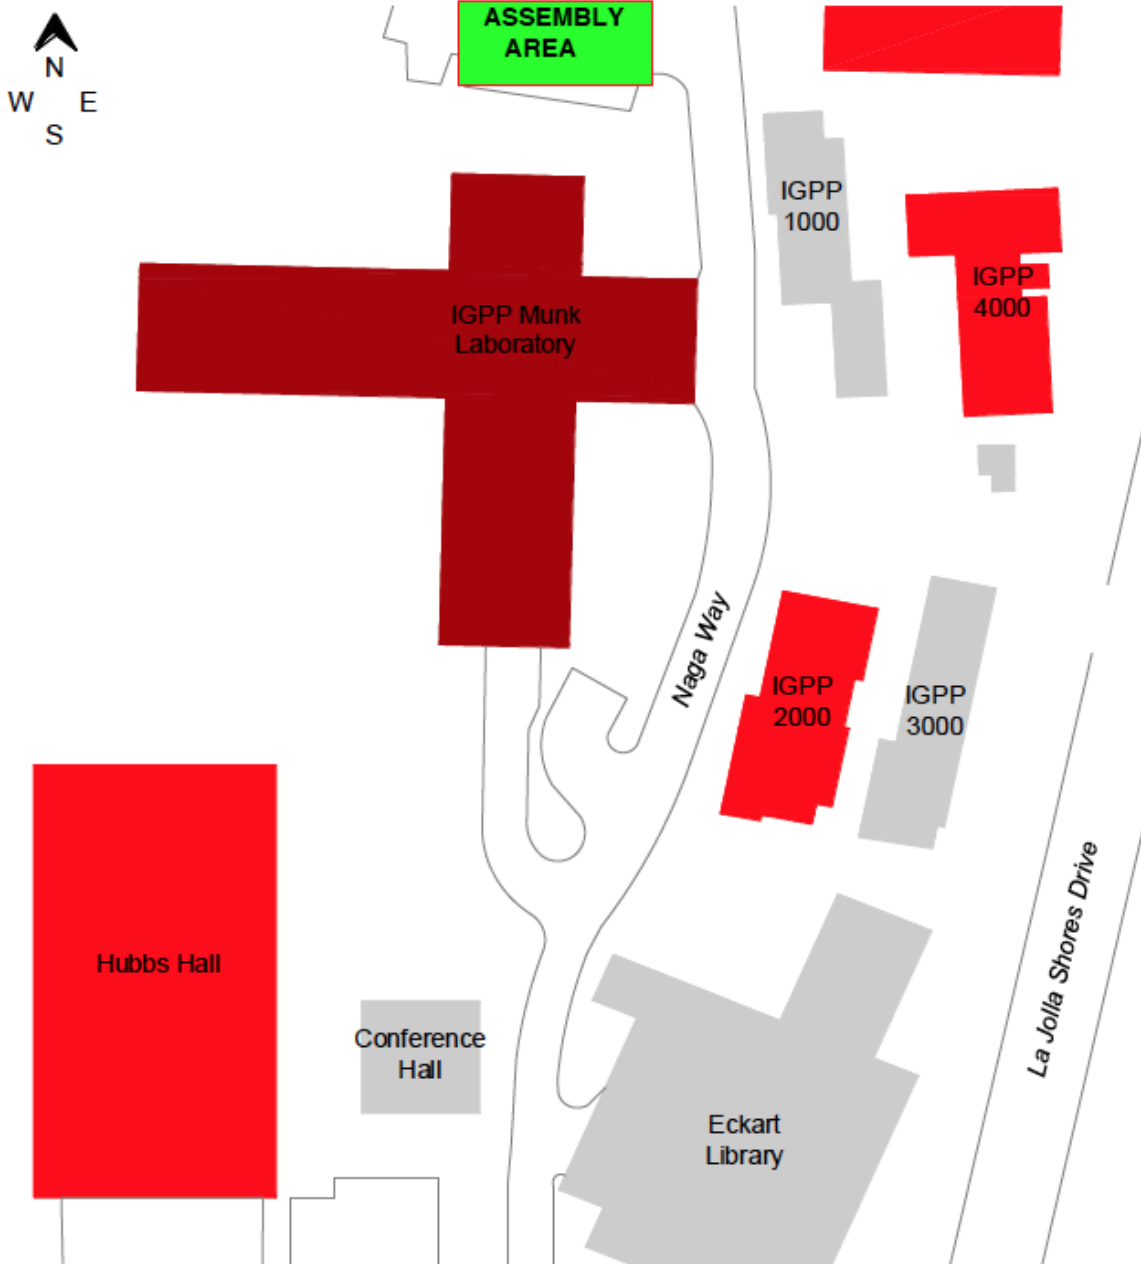 ASSEMBLY
AREA
N
W E
S
IGPP
1000
IGPP
4000
IGPP Munk
Laboratory
Naga Way
IGPP
2000
IGPP
3000
La Jolla Shores Drive
Hubbs Hall
Conference
Hall
Eckart
Library